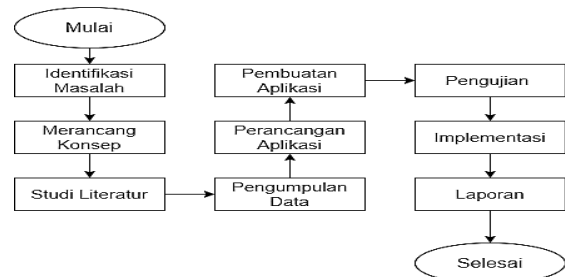 Mulai
Identifikasi
Masalah
Merancang
Konsep
Studi Literatur
Pengumpulan
Data
Perancangan
Aplikasi
Pembuatan
Aplikasi
Pengujian
Implementasi
Laporan
Selesai